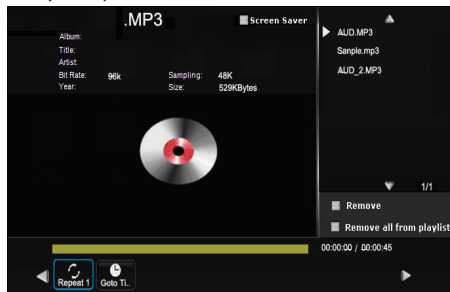 .MP3
Screen Saver
Album:
Title:
Artist:
Bit Rate: 96k Sampling: 48K
Year: Size: 529KBytes
AUD.MP3
Sanple.mp3
AUD_2.MP3
1/1
Remove
Remove all from playlist
00:00:00 / 00:00:45
Repeat 1
Goto Ti..